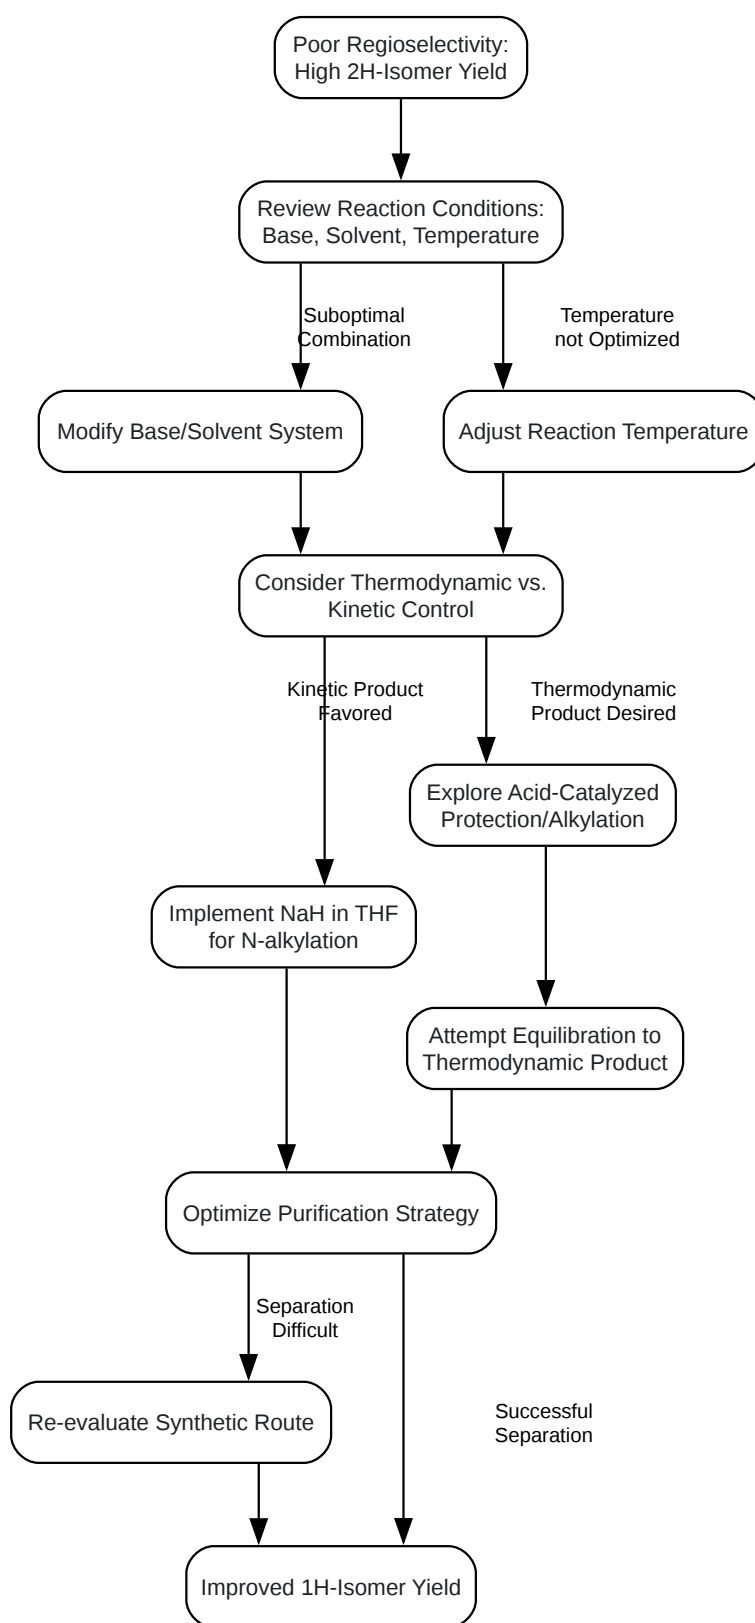 Poor Regioselectivity:
High 2H-Isomer Yield
Review Reaction Conditions:
Base, Solvent, Temperature
Suboptimal
Combination
Temperature
not Optimized
Modify Base/Solvent System
Adjust Reaction Temperature
Consider Thermodynamic vs.
Kinetic Control
Kinetic Product
Favored
Thermodynamic
Product Desired
Explore Acid-Catalyzed
Protection/Alkylation
Implement NaH in THF
for N-alkylation
Attempt Equilibration to
Thermodynamic Product
Optimize Purification Strategy
Separation
Difficult
Re-evaluate Synthetic Route
Successful
Separation
Improved 1H-Isomer Yield